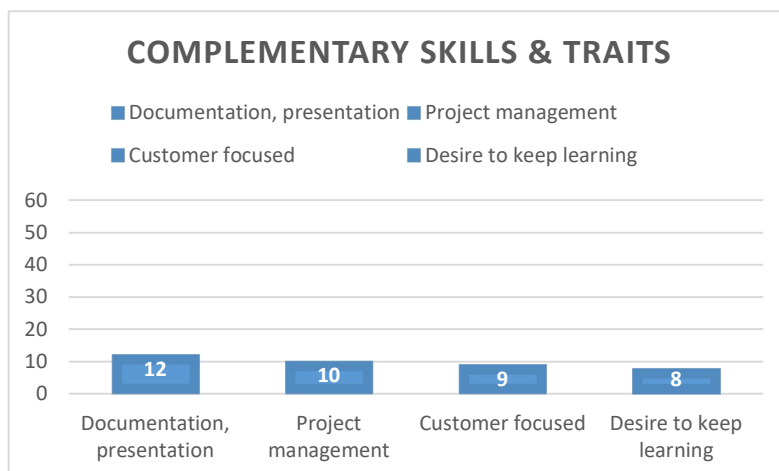 COMPLEMENTARY SKILLS & TRAITS
Documentation, presentation Project management
Customer focused Desire to keep learning
60
50
40
30
20
10
0
12 10 9 8
Documentation, presentation
Project management
Customer focused
Desire to keep learning